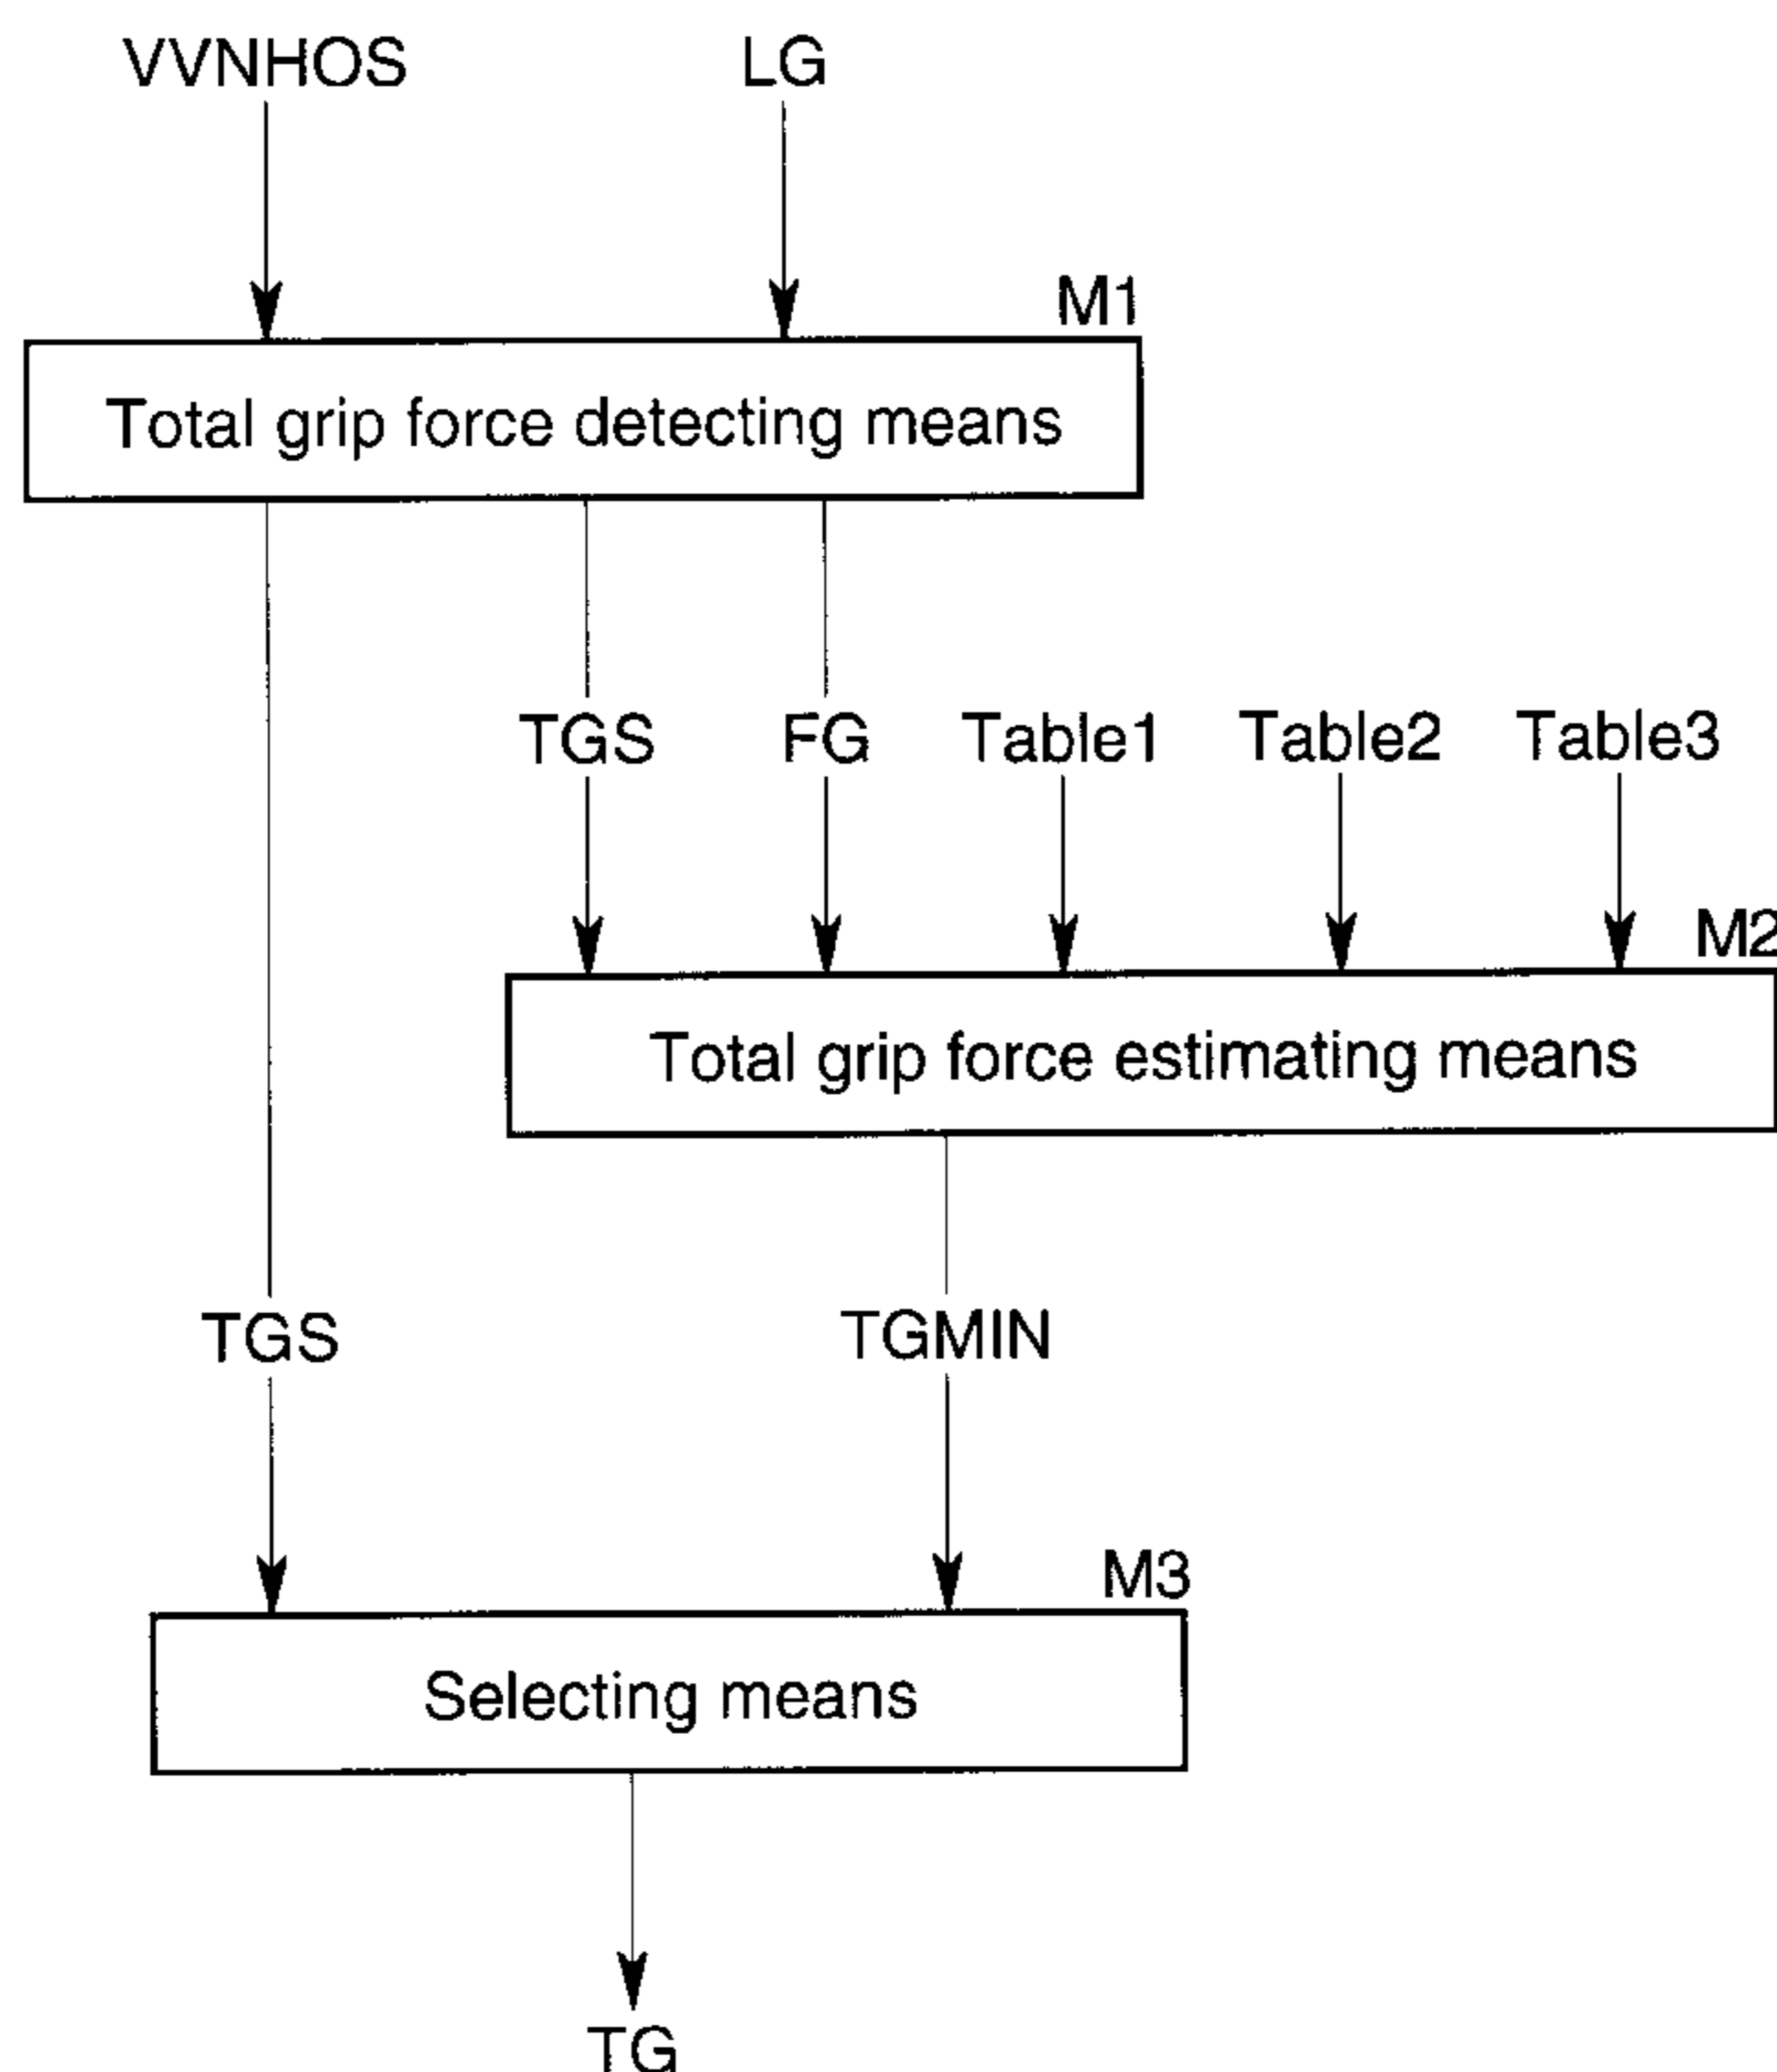 VVNHOS LG
M1
Total grip force detecting means
TGS FG Table1 Table2 Table3
M2
Total grip force estimating means
TGS TGMIN
M3
Selecting means
TG